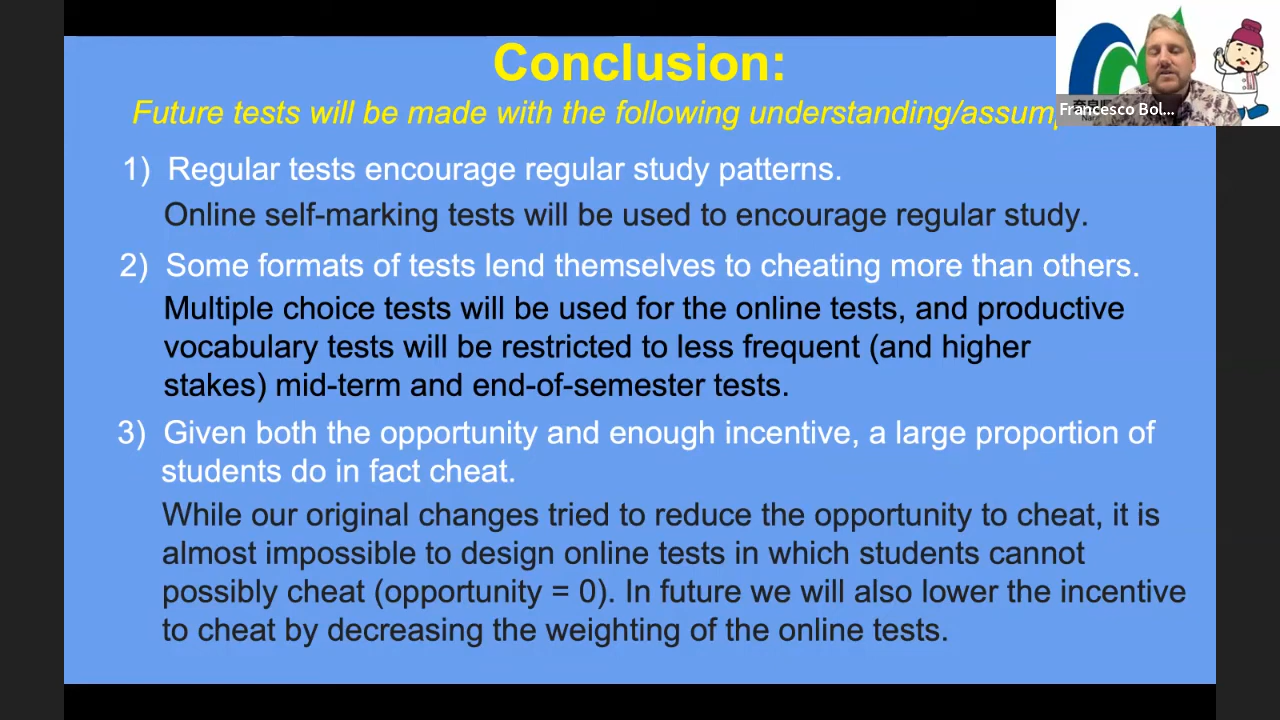 Conclusion:
Future tests will be made with the following understanding/assum
1) Regular tests encourage regular study patterns.
Online self-marking tests will be used to encourage regular study.
2) Some formats of tests lend themselves to cheating more than others.
Multiple choice tests will be used for the online tests, and productive
vocabulary tests will be restricted to less frequent (and higher
stakes) mid-term and end-of-semester tests.
3) Given both the opportunity and enough incentive, a large proportion of
students do in fact cheat.
While our original changes tried to reduce the opportunity to cheat, it is
almost impossible to design online tests in which students cannot
possibly cheat (opportunity = 0). In future we will also lower the incentive
to cheat by decreasing the weighting of the online tests.
Francesco Bol...